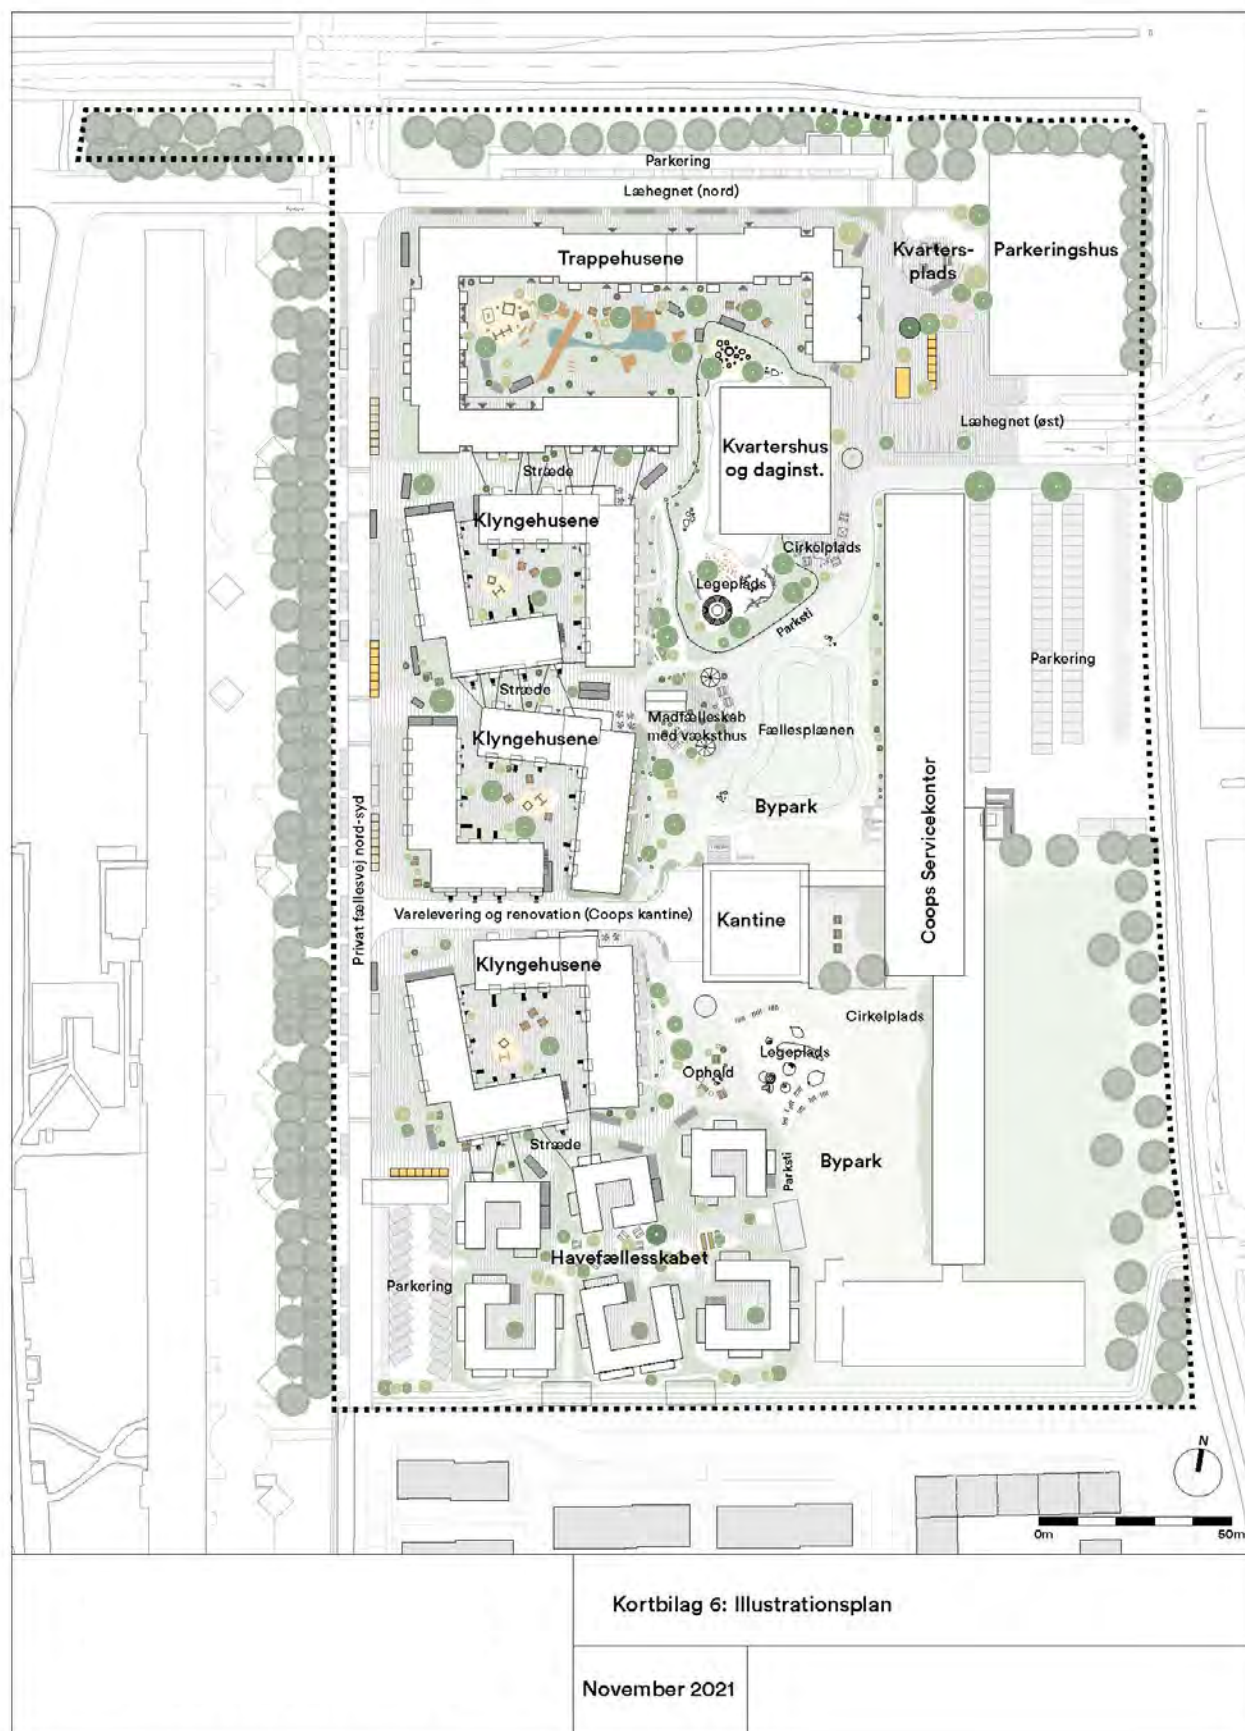 Parkering
Læhegnet (nord)
Trappehusene
Kvarters-
plads
Parkeringshus
Læhegnet (øst)
Kvartershus
og daginst.
Stræde
Klyngehusene
Cirkelplads
Legeplads
Parksti
Parkering
Stræde
Madfælleskab
med væksthus
Fællesplænen
Klyngehusene
Bypark
Coops Servicekontor
Privat fællesvej nord-syd
Varelevering og renovation (Coops kantine)
Kantine
Klyngehusene
Cirkelplads
Legeplads
Ophold
Stræde
Parksti
Bypark
Havefællesskabet
Parkering
N
0m
50m
Kortbilag 6: Illustrationsplan
November 2021